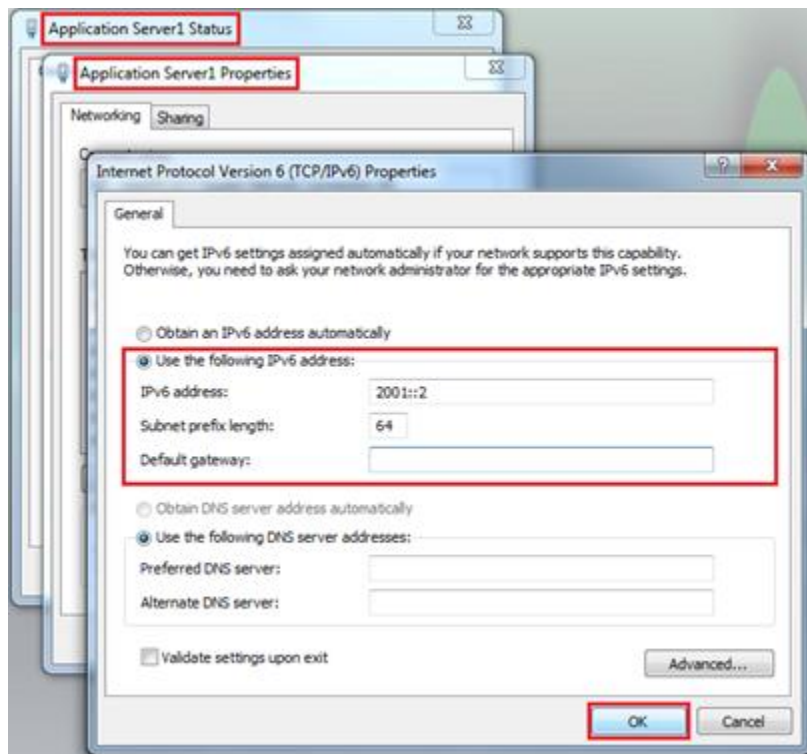 Application Server1 Status
Application Server1 Properties
Networking
Sharing
Internet Protocol Version 6 (TCP/IPv6) Properties
General
You can get IPv6 settings assigned automatically if your network supports this capability.
Otherwise, you need to ask your network administrator for the appropriate IPv6 settings.
Obtain an IPv6 address automatically
Use the following IPv6 address:
IPv6 address:
2001::2
Subnet prefix length:
64
Default gateway:
Obtain DNS server address automatically
Use the following DNS server addresses:
Preferred DNS server:
Alternate DNS server:
Validate settings upon exit
Advanced...
OK
Cancel